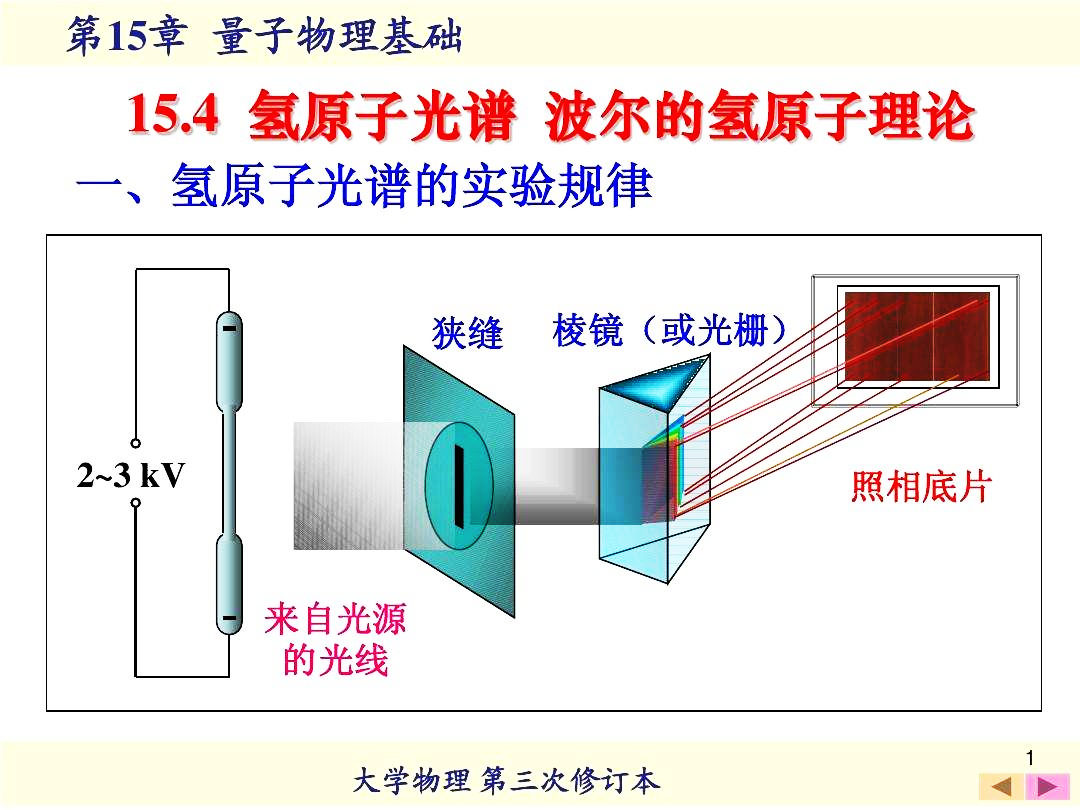 第15章 量子物理基础
15.4 氢原子光谱 波尔的氢原子理论
一、氢原子光谱的实验规律
狭缝
棱镜（或光栅）
2~3 kV
照相底片
来自光源
的光线
大学物理 第三次修订本
1